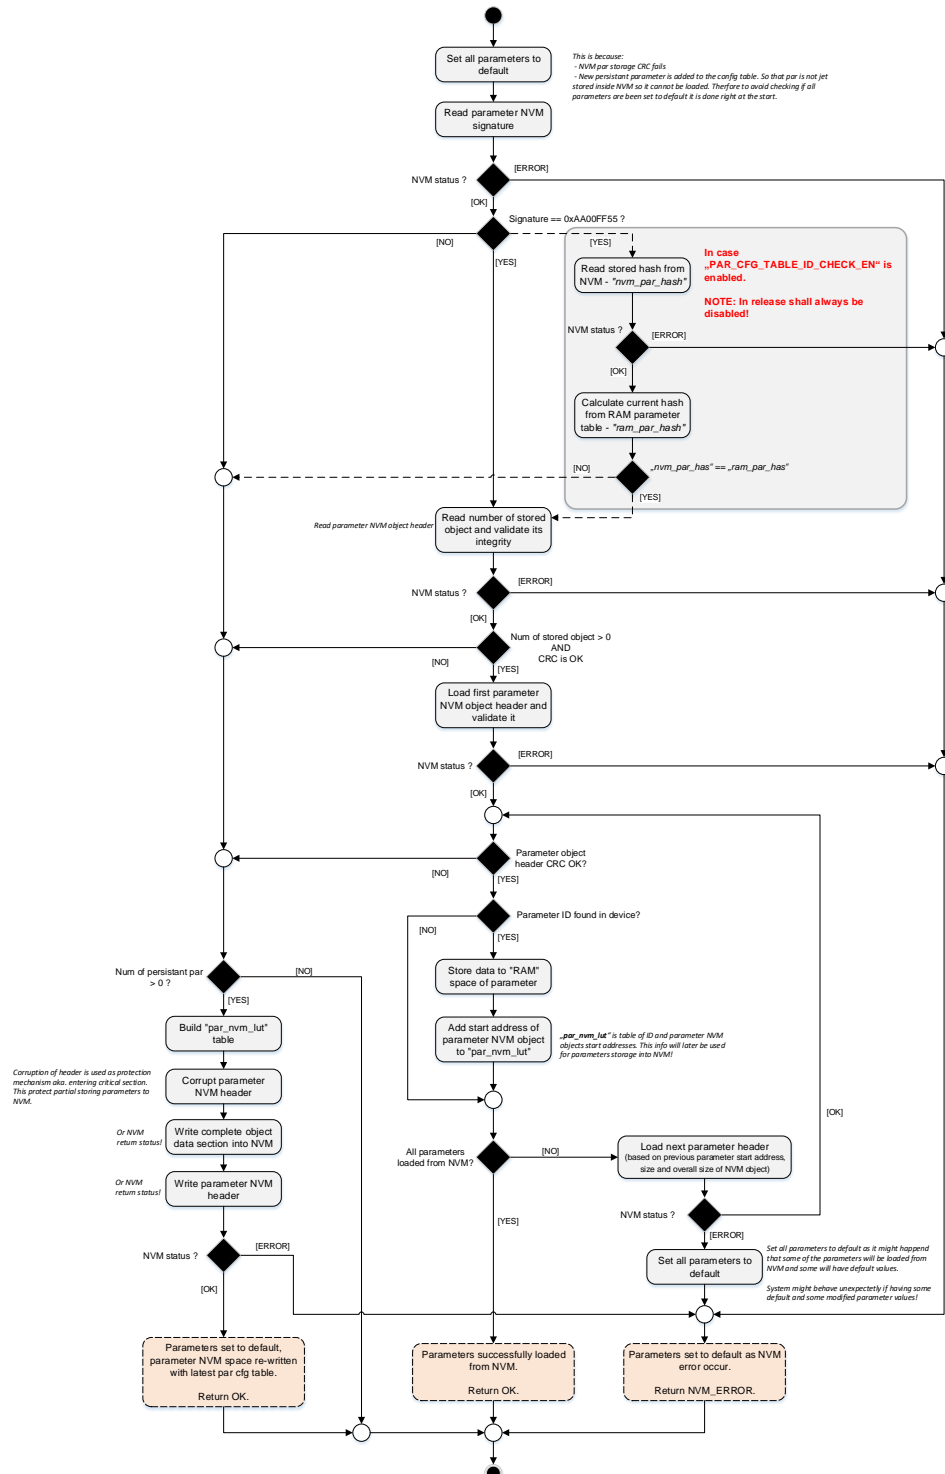 Set all parameters to
default
This is because:
- NVM par storage CRC fails
- New persistant parameter is added to the config table. So that par is not jet
stored inside NVM so it cannot be loaded. Therfore to avoid checking if all
parameters are been set to default it is done right at the start.
Read parameter NVM
signature
NVM status ?
[ERROR]
[OK]
Signature == 0xAA00FF55 ?
[NO]
[YES]
[YES]
Read stored hash from
NVM - "nvm_par_hash"
In case
„PAR_CFG_TABLE_ID_CHECK_EN“ is
enabled.
NOTE: In release shall always be
disabled!
NVM status ?
[ERROR]
[OK]
Calculate current hash
from RAM parameter
table - "ram_par_hash"
[NO]
„nvm_par_has" == „ram_par_has"
[YES]
Read parameter NVM object header
Read number of stored
object and validate its
integrity
NVM status ?
[ERROR]
[OK]
Num of stored object > 0
AND
CRC is OK
[NO]
[YES]
Load first parameter
NVM object header and
validate it
NVM status ?
[ERROR]
[OK]
Parameter object
header CRC OK?
[NO]
[YES]
Parameter ID found in device?
[NO]
[YES]
Store data to "RAM"
space of parameter
Add start address of
parameter NVM object
to "par_nvm_lut"
„par_nvm_lut" is table of ID and parameter NVM
objects start addresses. This info will later be used
for parameters storage into NVM!
Num of persistant par
> 0 ?
[NO]
[YES]
Build "par_nvm_lut"
table
Corruption of header is used as protection
mechanism aka. entering critical section.
This protect partial storing parameters to
NVM.
Corrupt parameter
NVM header
Or NVM
return status!
Write complete object
data section into NVM
Or NVM
return status!
Write parameter NVM
header
NVM status ?
[ERROR]
[OK]
All parameters
loaded from NVM?
[NO]
[YES]
Load next parameter header
(based on previous parameter start address,
size and overall size of NVM object)
[OK]
NVM status ?
[ERROR]
Set all parameters to
default
Set all parameters to default as it might happend
that some of the parameters will be loaded from
NVM and some will have default values.
System might behave unexpectetly if having some
default and some modified parameter values!
Parameters set to default,
parameter NVM space re-written
with latest par cfg table.
Return OK.
Parameters successfully loaded
from NVM.
Return OK.
Parameters set to default as NVM
error occur.
Return NVM_ERROR.